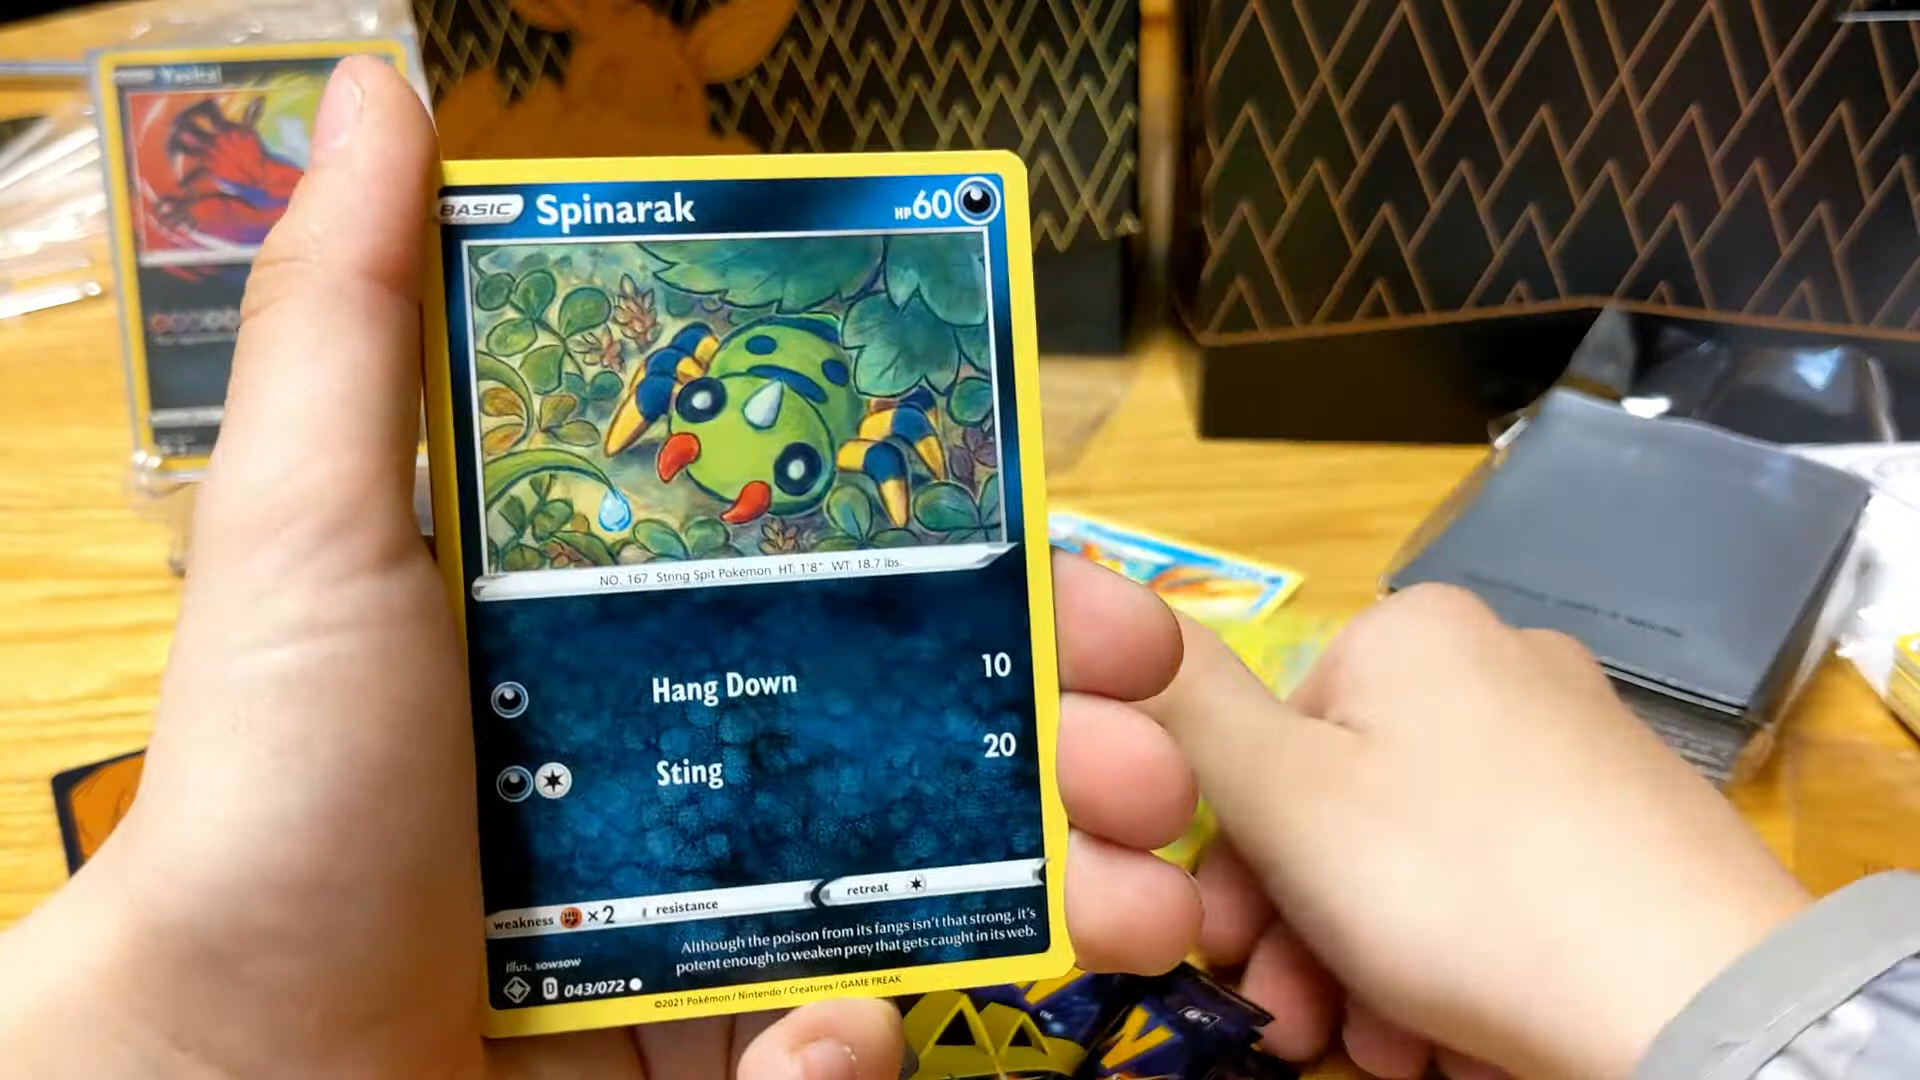 Yveltal
BASIC Spinarak HP 60
NO. 167 String Spit Pokémon HT: 1'8" WT: 18.7 lbs.
Hang Down 10
Sting 20
weakness ×2 resistance retreat
Although the poison from its fangs isn't that strong, it's
potent enough to weaken prey that gets caught in its web.
illus. sowsow
D 043/072
©2021 Pokémon / Nintendo / Creatures / GAME FREAK
6+